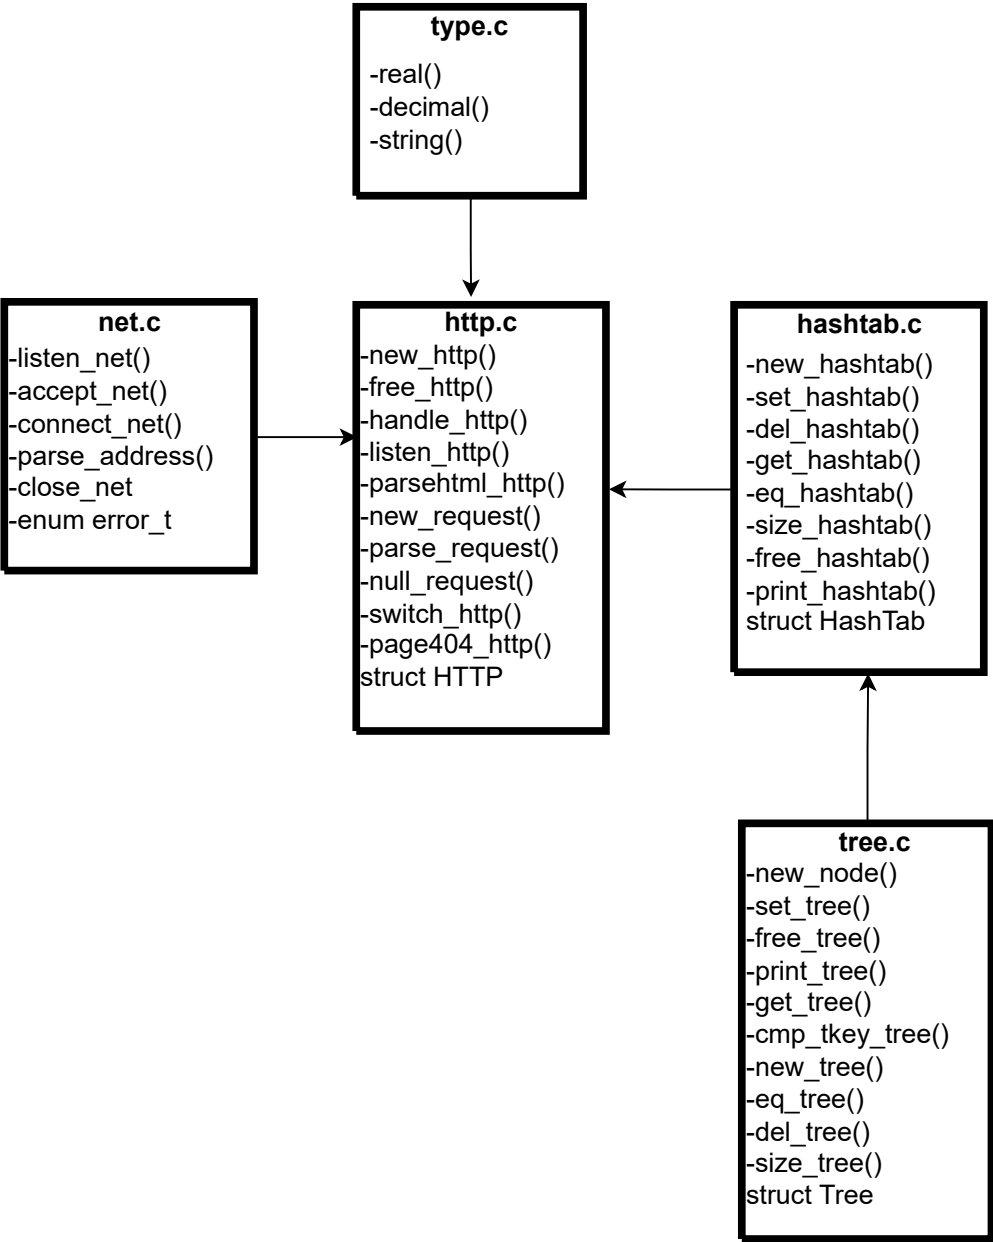 type.c
-real()
-decimal()
-string()
net.c
-listen_net()
-accept_net()
-connect_net()
-parse_address()
-close_net
-enum error_t
http.c
-new_http()
-free_http()
-handle_http()
-listen_http()
-parsehtml_http()
-new_request()
-parse_request()
-null_request()
-switch_http()
-page404_http()
struct HTTP
hashtab.c
-new_hashtab()
-set_hashtab()
-del_hashtab()
-get_hashtab()
-eq_hashtab()
-size_hashtab()
-free_hashtab()
-print_hashtab()
struct HashTab
tree.c
-new_node()
-set_tree()
-free_tree()
-print_tree()
-get_tree()
-cmp_tkey_tree()
-new_tree()
-eq_tree()
-del_tree()
-size_tree()
struct Tree